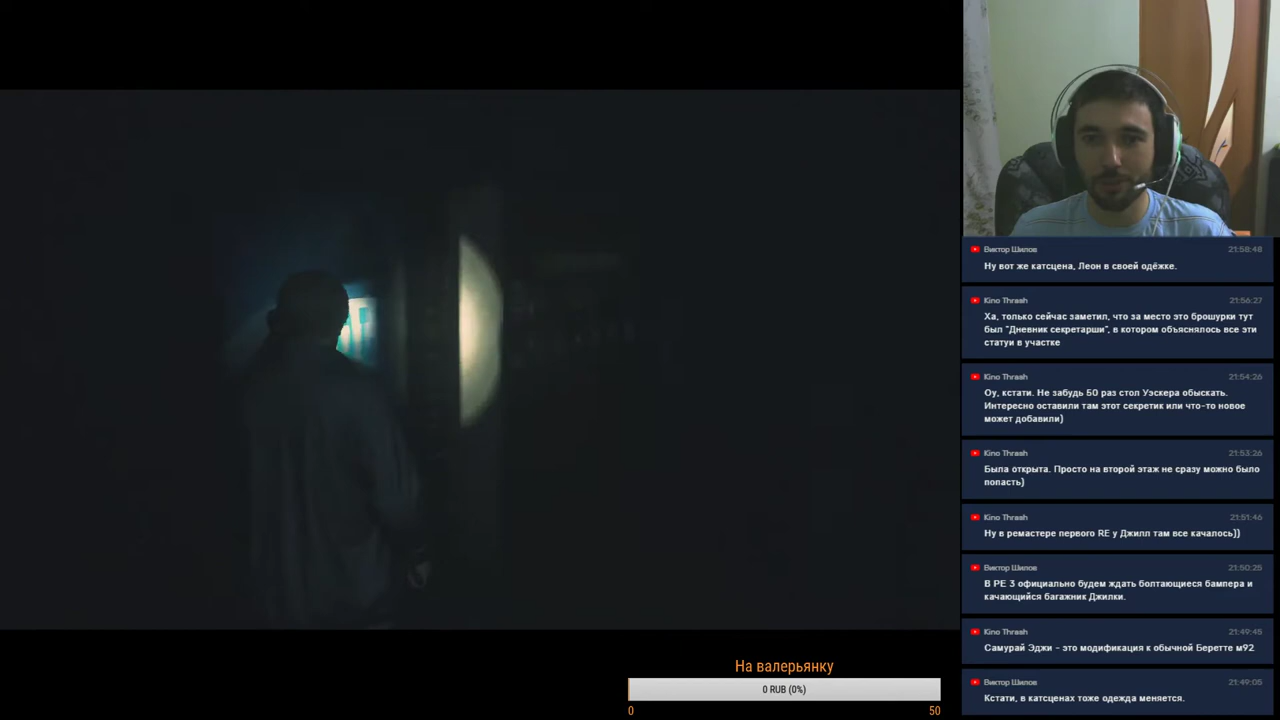 Виктор Шилов 21:58:48
Ну вот же катсцена, Леон в своей одёжке.
Kino Thrash 21:56:27
Ха, только сейчас заметил, что за место это брошурки тут
был "Дневник секретарши", в котором объяснялось все эти
статуи в участке
Kino Thrash 21:54:26
Оу, кстати. Не забудь 50 раз стол Уэскера обыскать.
Интересно оставили там этот секретик или что-то новое
может добавили)
Kino Thrash 21:53:26
Была открыта. Просто на второй этаж не сразу можно было
попасть)
Kino Thrash 21:51:46
Ну в ремастере первого RE у Джилл там все качалось))
Виктор Шилов 21:50:25
В РЕ 3 официально будем ждать болтающиеся бампера и
качающийся багажник Джилки.
Kino Thrash 21:49:45
Самурай Эджи - это модификация к обычной Беретте м92
Виктор Шилов 21:49:05
Кстати, в катсценах тоже одежда меняется.
На валерьянку
0 RUB (0%)
0 50